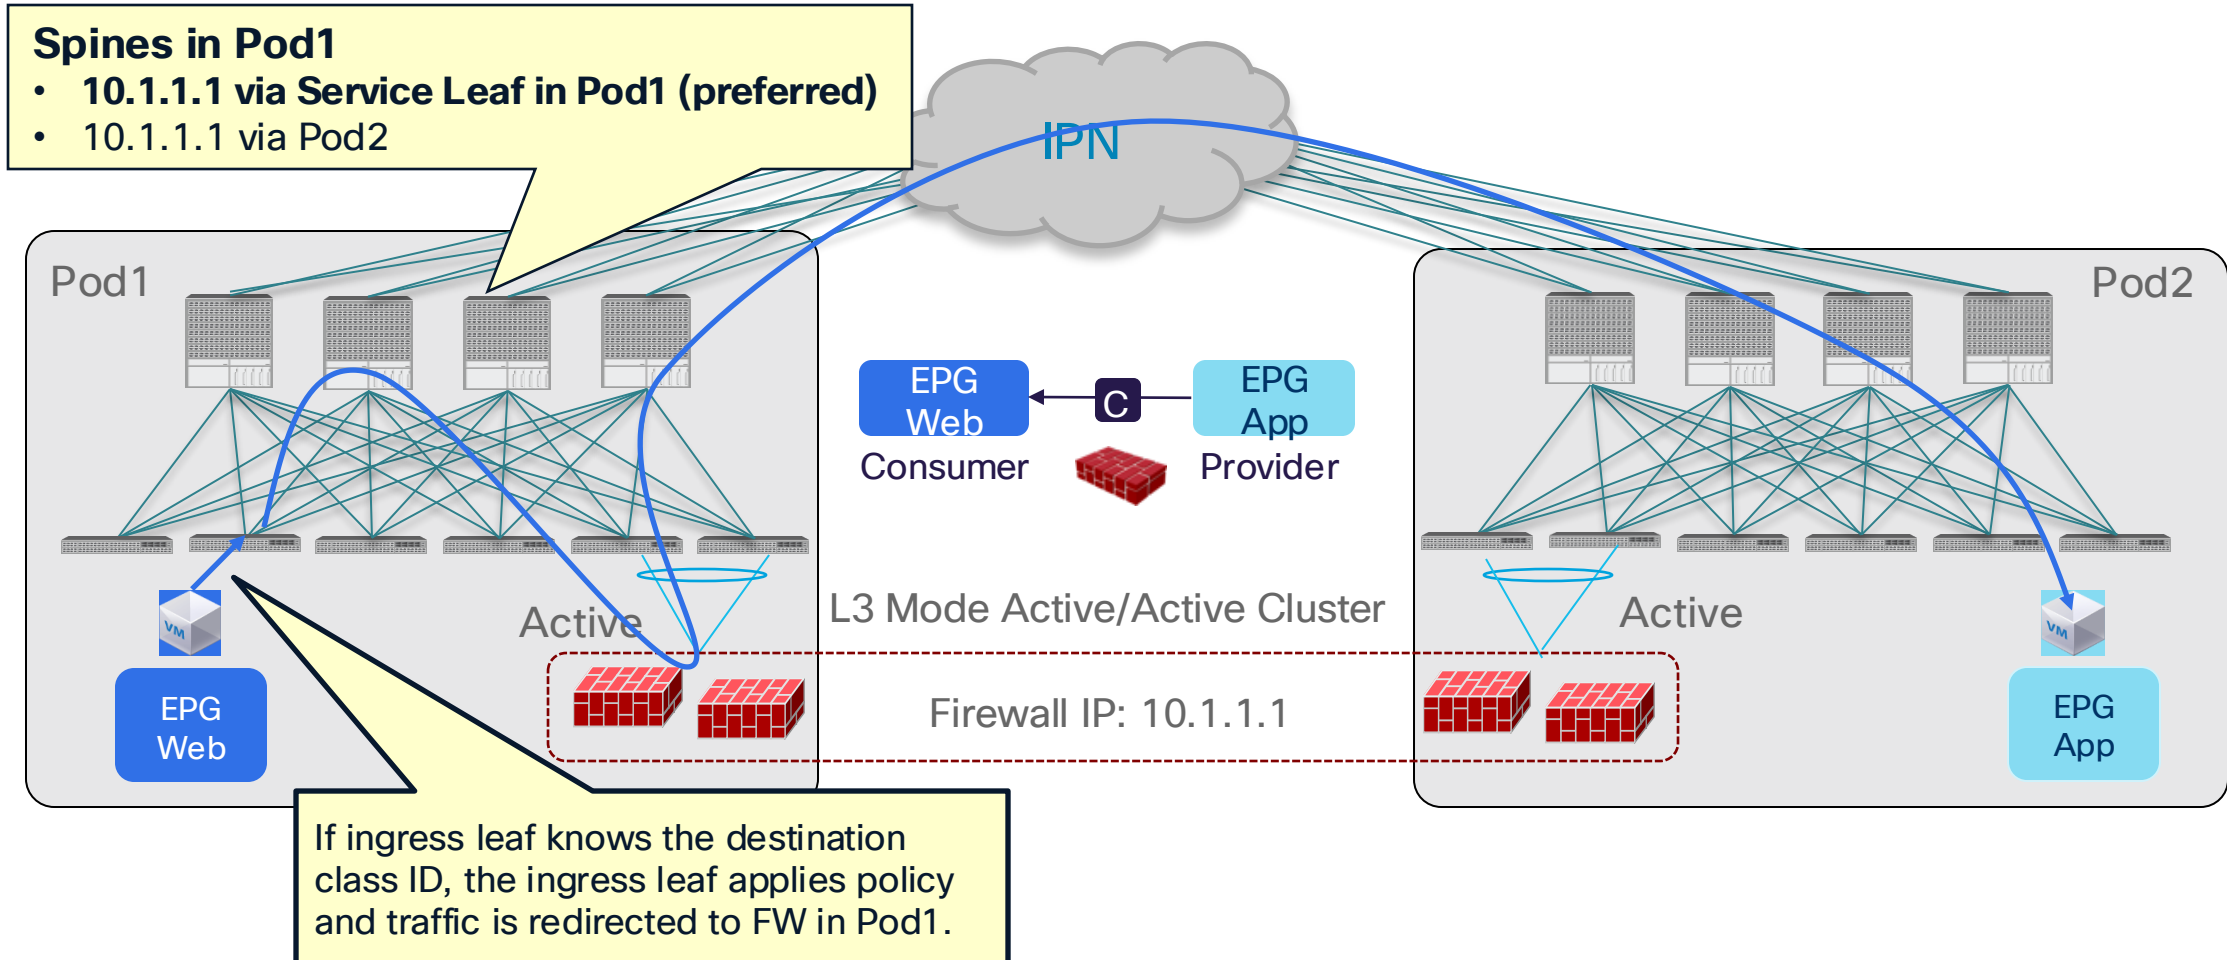 Spines in Pod1
• 10.1.1.1 via Service Leaf in Pod1 (preferred)
• 10.1.1.1 via Pod2
IPN
Pod1
Pod2
EPG
Web
C
EPG
App
Consumer
Provider
VM
Active
L3 Mode Active/Active Cluster
Active
VM
EPG
Web
Firewall IP: 10.1.1.1
EPG
App
If ingress leaf knows the destination
class ID, the ingress leaf applies policy
and traffic is redirected to FW in Pod1.